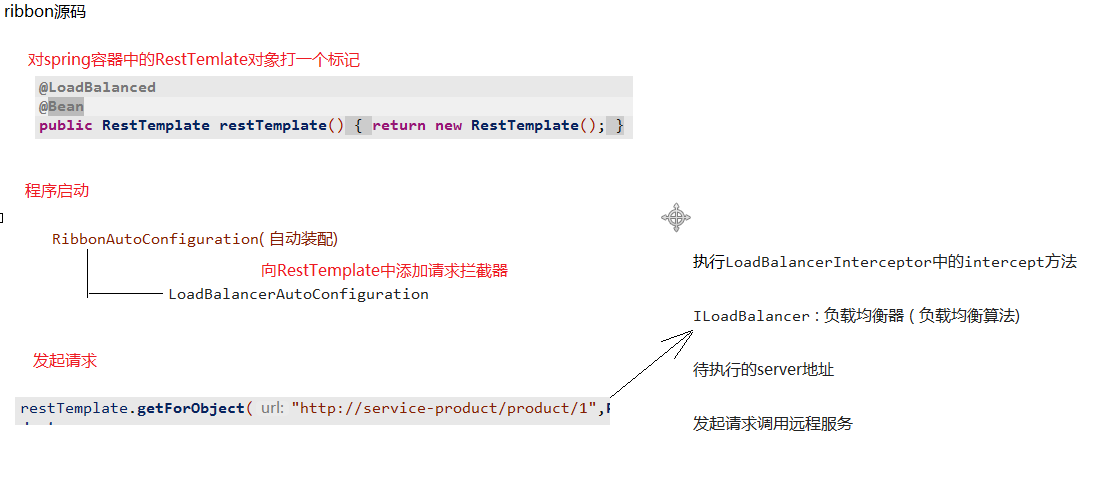 ribbon源码
对spring容器中的RestTemlate对象打一个标记
@LoadBalanced
@Bean
public RestTemplate restTemplate() { return new RestTemplate(); }
程序启动
RibbonAutoConfiguration( 自动装配)
向RestTemplate中添加请求拦截器
LoadBalancerAutoConfiguration
发起请求
restTemplate.getForObject( url: "http://service-product/product/1",
执行LoadBalancerInterceptor中的intercept方法
ILoadBalancer : 负载均衡器 ( 负载均衡算法)
待执行的server地址
发起请求调用远程服务